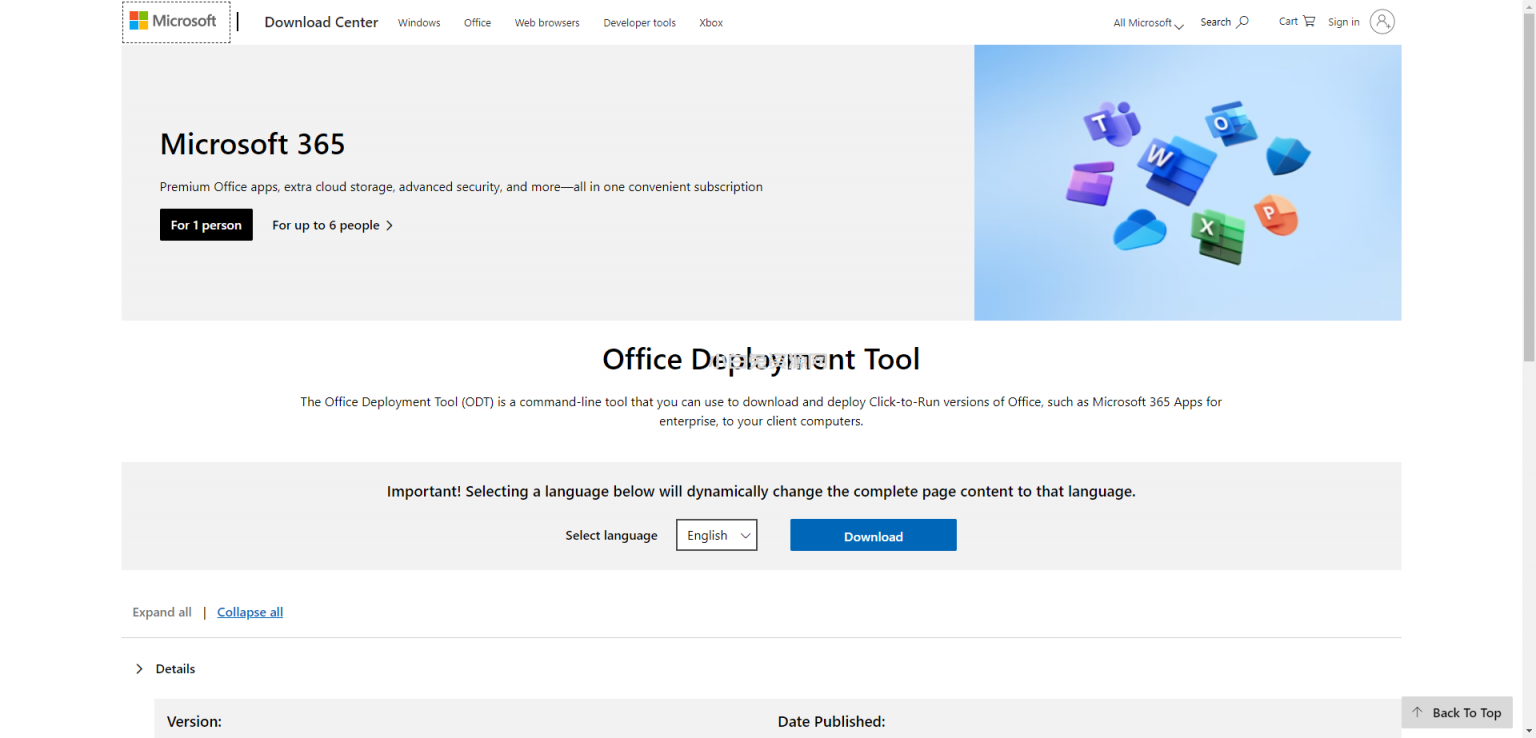 Microsoft
Download Center
Windows
Office
Web browsers
Developer tools
Xbox
All Microsoft
Search
Cart
Sign in
Microsoft 365
Premium Office apps, extra cloud storage, advanced security, and more—all in one convenient subscription
For 1 person
For up to 6 people
T
O
W
X
P
Office Deployment Tool
The Office Deployment Tool (ODT) is a command-line tool that you can use to download and deploy Click-to-Run versions of Office, such as Microsoft 365 Apps for
enterprise, to your client computers.
Important! Selecting a language below will dynamically change the complete page content to that language.
Select language
English
Download
Expand all | Collapse all
Details
Version:
Date Published:
Back To Top